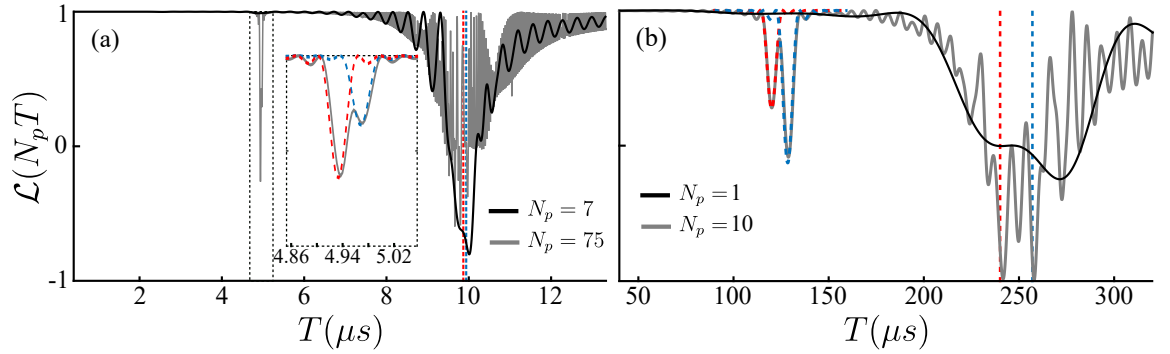 (a)
ℒ(N_pT)
1
0
-1
4.86 4.94 5.02
N_p = 7
N_p = 75
2 4 6 8 10 12
T(μs)
(b)
N_p = 1
N_p = 10
50 100 150 200 250 300
T(μs)